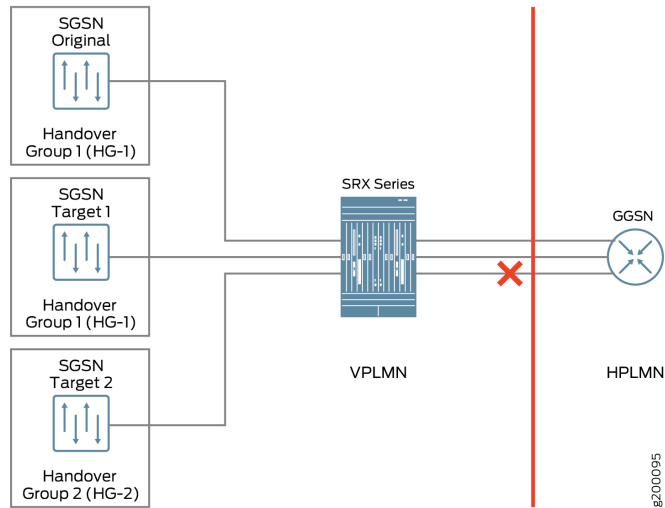 SGSN
Original
Handover
Group 1 (HG-1)
SGSN
Target 1
Handover
Group 1 (HG-1)
SGSN
Target 2
Handover
Group 2 (HG-2)
SRX Series
VPLMN
GGSN
HPLMN
g200095